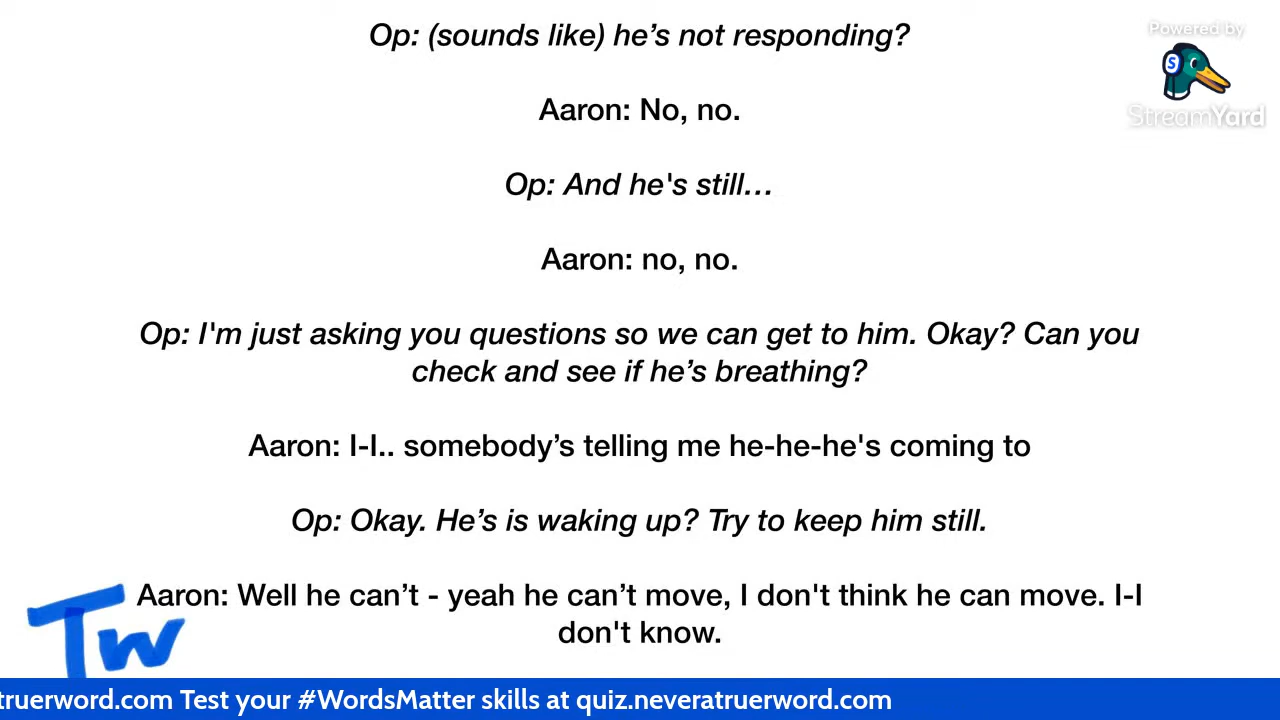 Op: (sounds like) he’s not responding?
Powered by
S
StreamYard
Aaron: No, no.
Op: And he's still…
Aaron: no, no.
Op: I'm just asking you questions so we can get to him. Okay? Can you
check and see if he’s breathing?
Aaron: I-I.. somebody’s telling me he-he-he's coming to
Op: Okay. He’s is waking up? Try to keep him still.
Aaron: Well he can’t - yeah he can’t move, I don't think he can move. I-I
don't know.
Tw
truerword.com Test your #WordsMatter skills at quiz.neveratruerword.com